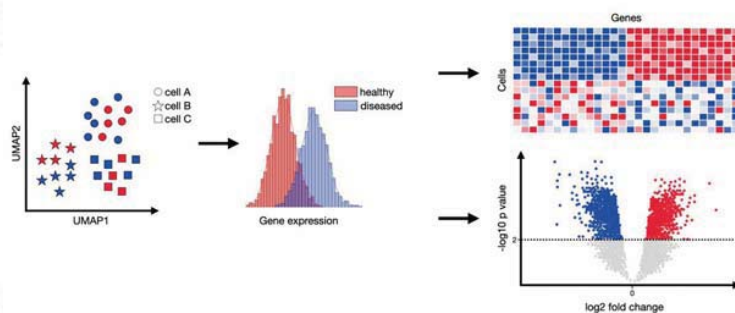 UMAP2
UMAP1
cell A
cell B
cell C
healthy
diseased
Gene expression
Genes
Cells
-log10 p value
2
0
log2 fold change